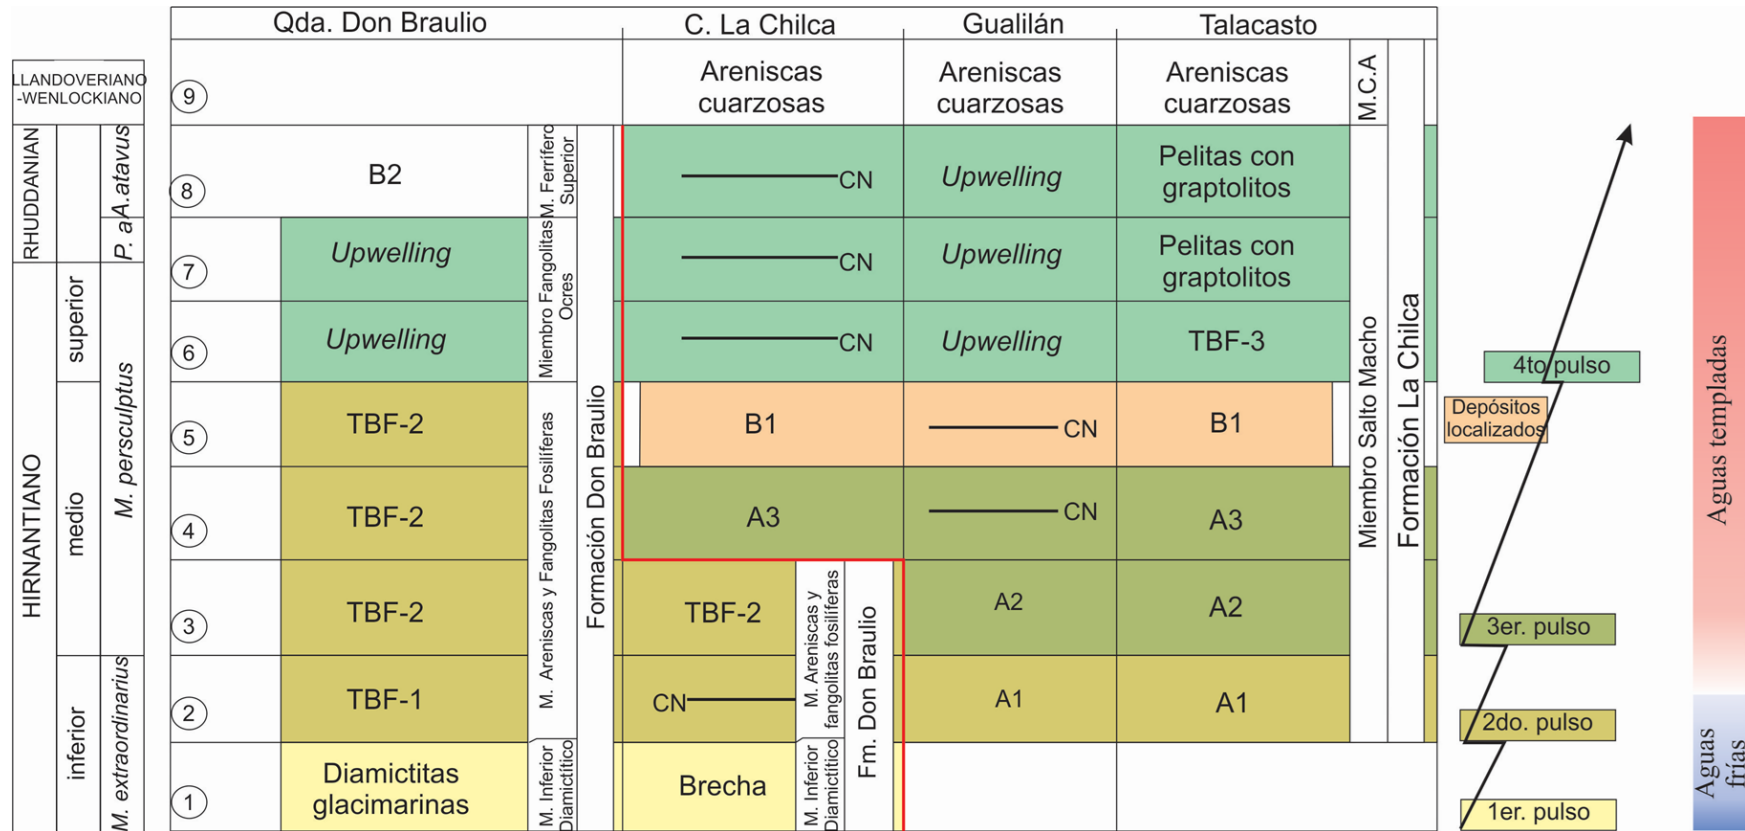 Qda. Don Braulio
C. La Chilca
Gualilán
Talacasto
LLANDOVERIANO
-WENLOCKIANO
9
Areniscas
cuarzosas
Areniscas
cuarzosas
Areniscas
cuarzosas
M.C.A
RHUDDANIAN
A.atavus
P. a
8
B2
M. Ferrífero
Superior
CN
Upwelling
Pelitas con
graptolitos
7
Upwelling
Miembro Fangolitas
Ocres
CN
Upwelling
Pelitas con
graptolitos
HIRNANTIANO
superior
M. persculptus
6
Upwelling
CN
Upwelling
TBF-3
Miembro Salto Macho
Formación La Chilca
4to pulso
medio
5
TBF-2
M. Areniscas y Fangolitas Fosilíferas
Formación Don Braulio
B1
CN
B1
Depósitos
localizados
Aguas templadas
4
TBF-2
A3
CN
A3
3
TBF-2
TBF-2
M. Areniscas y
fangolitas fosilíferas
Fm. Don Braulio
A2
A2
3er. pulso
inferior
M. extraordinarius
2
TBF-1
CN
A1
A1
2do. pulso
Aguas
frías
1
Diamictitas
glacimarinas
M. Inferior
Diamictítico
Brecha
M. Inferior
Diamictítico
1er. pulso